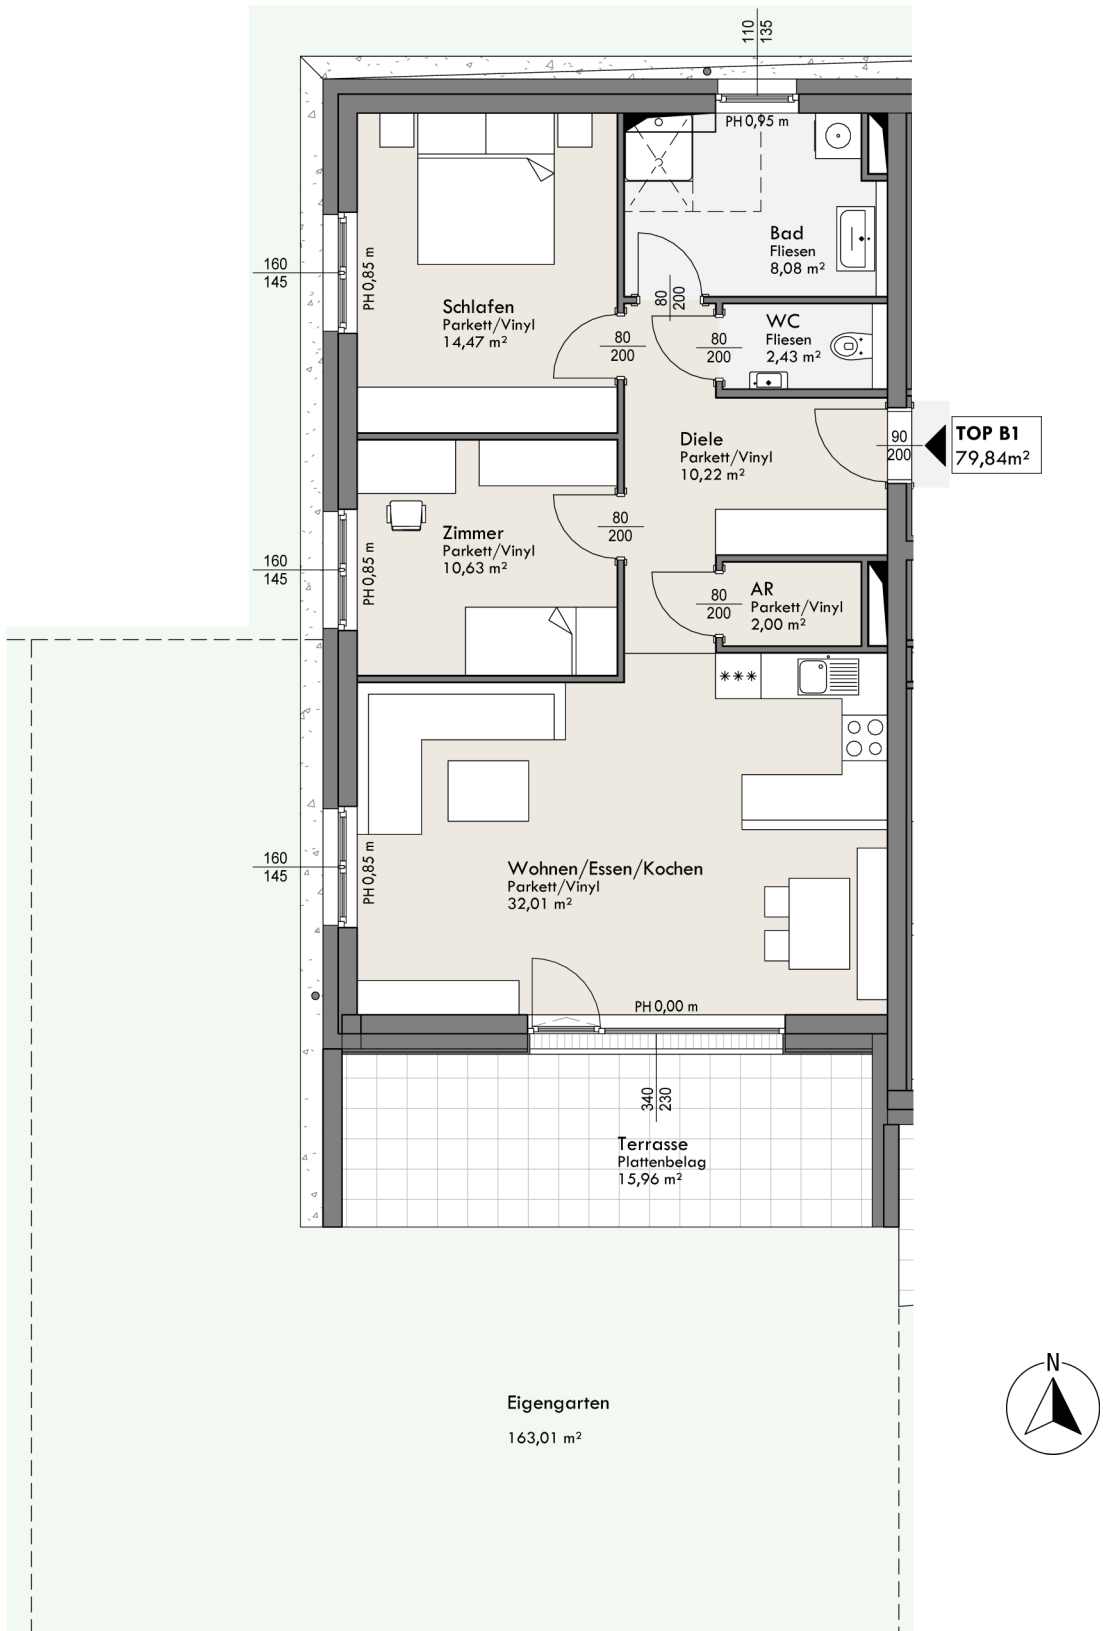 110
135
PH 0,95 m
Bad
Fliesen
8,08 m²
160
145
PH 0,85 m
Schlafen
Parkett/Vinyl
14,47 m²
80
200
80
200
WC
Fliesen
2,43 m²
80
200
Diele
Parkett/Vinyl
10,22 m²
90
200
TOP B1
79,84m²
Zimmer
Parkett/Vinyl
10,63 m²
80
200
160
145
PH 0,85 m
AR
Parkett/Vinyl
2,00 m²
80
200
***
Wohnen/Essen/Kochen
Parkett/Vinyl
32,01 m²
160
145
PH 0,85 m
PH 0,00 m
340
230
Terrasse
Plattenbelag
15,96 m²
N
Eigengarten
163,01 m²